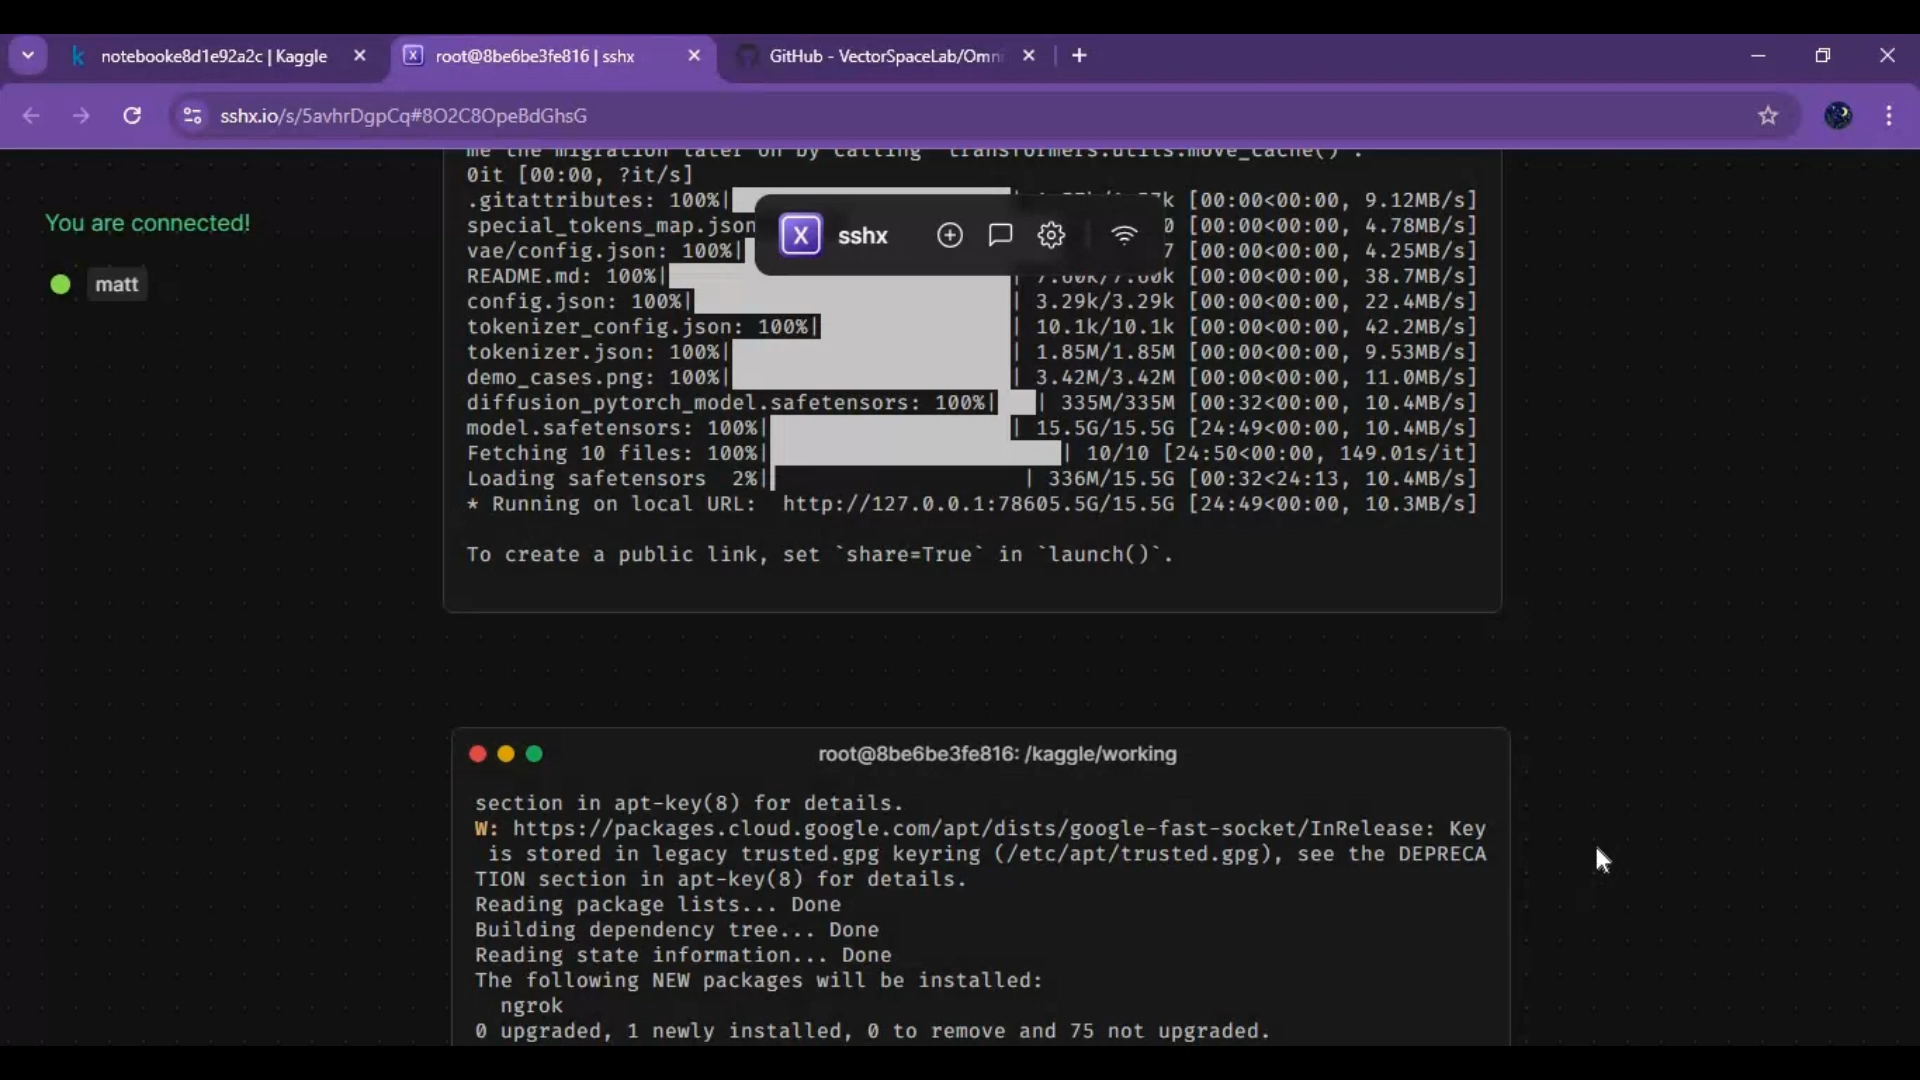 notebooke8d1e92a2c | Kaggle
root@8be6be3fe816 | sshx
GitHub - VectorSpaceLab/Omni
sshx.io/s/5avhrDgpCq#8O2C8OpeBdGhsG
You are connected!
matt
sshx
me the migration later on by calling `transformers.utils.move_cache()`.
0it [00:00, ?it/s]
.gitattributes: 100%| k [00:00<00:00, 9.12MB/s]
special_tokens_map.json 0 [00:00<00:00, 4.78MB/s]
vae/config.json: 100%| 7 [00:00<00:00, 4.25MB/s]
README.md: 100%| | 7.60k/7.60k [00:00<00:00, 38.7MB/s]
config.json: 100%| | 3.29k/3.29k [00:00<00:00, 22.4MB/s]
tokenizer_config.json: 100%| | 10.1k/10.1k [00:00<00:00, 42.2MB/s]
tokenizer.json: 100%| | 1.85M/1.85M [00:00<00:00, 9.53MB/s]
demo_cases.png: 100%| | 3.42M/3.42M [00:00<00:00, 11.0MB/s]
diffusion_pytorch_model.safetensors: 100%| | 335M/335M [00:32<00:00, 10.4MB/s]
model.safetensors: 100%| | 15.5G/15.5G [24:49<00:00, 10.4MB/s]
Fetching 10 files: 100%| | 10/10 [24:50<00:00, 149.01s/it]
Loading safetensors 2%| | 336M/15.5G [00:32<24:13, 10.4MB/s]
* Running on local URL: http://127.0.0.1:78605.5G/15.5G [24:49<00:00, 10.3MB/s]
To create a public link, set `share=True` in `launch()`.
root@8be6be3fe816: /kaggle/working
section in apt-key(8) for details.
W: https://packages.cloud.google.com/apt/dists/google-fast-socket/InRelease: Key
is stored in legacy trusted.gpg keyring (/etc/apt/trusted.gpg), see the DEPRECA
TION section in apt-key(8) for details.
Reading package lists... Done
Building dependency tree... Done
Reading state information... Done
The following NEW packages will be installed:
ngrok
0 upgraded, 1 newly installed, 0 to remove and 75 not upgraded.